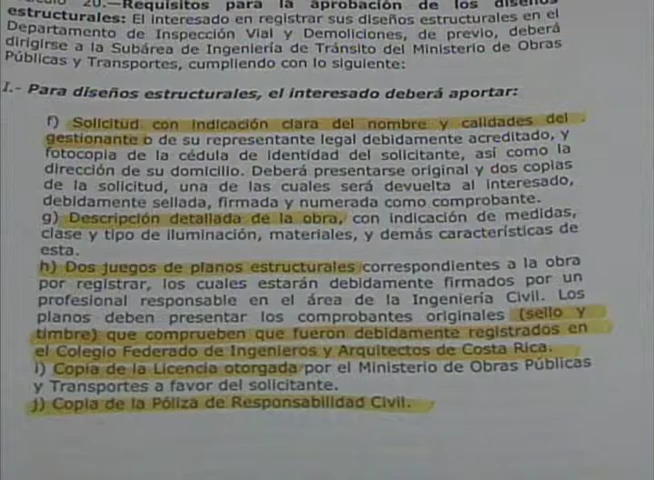 20.—Requisitos para la aprobación de los diseños
estructurales: El interesado en registrar sus diseños estructurales en el
Departamento de Inspección Vial y Demoliciones, de previo, deberá
dirigirse a la Subárea de Ingeniería de Tránsito del Ministerio de Obras
Públicas y Transportes, cumpliendo con lo siguiente:
I.- Para diseños estructurales, el interesado deberá aportar:
f) Solicitud con indicación clara del nombre y calidades del
gestionante o de su representante legal debidamente acreditado, y
fotocopia de la cédula de identidad del solicitante, así como la
dirección de su domicilio. Deberá presentarse original y dos copias
de la solicitud, una de las cuales será devuelta al interesado,
debidamente sellada, firmada y numerada como comprobante.
g) Descripción detallada de la obra, con indicación de medidas,
clase y tipo de iluminación, materiales, y demás características de
esta.
h) Dos juegos de planos estructurales correspondientes a la obra
por registrar, los cuales estarán debidamente firmados por un
profesional responsable en el área de la Ingeniería Civil. Los
planos deben presentar los comprobantes originales (sello y
timbre) que comprueben que fueron debidamente registrados en
el Colegio Federado de Ingenieros y Arquitectos de Costa Rica.
i) Copia de la Licencia otorgada por el Ministerio de Obras Públicas
y Transportes a favor del solicitante.
j) Copia de la Póliza de Responsabilidad Civil.